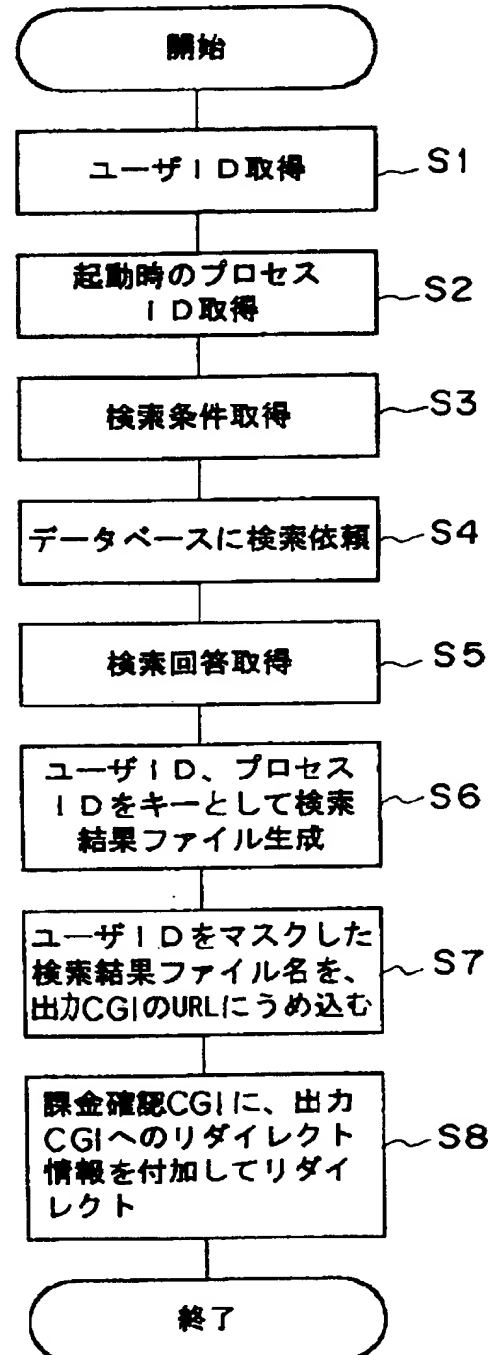 開始
ユーザID取得
S1
起動時のプロセス
ID取得
S2
検索条件取得
S3
データベースに検索依頼
S4
検索回答取得
S5
ユーザID、プロセス
IDをキーとして検索
結果ファイル生成
S6
ユーザIDをマスクした
検索結果ファイル名を、
出力CGIのURLにうめ込む
S7
課金確認CGIに、出力
CGIへのリダイレクト
情報を付加してリダイ
レクト
S8
終了